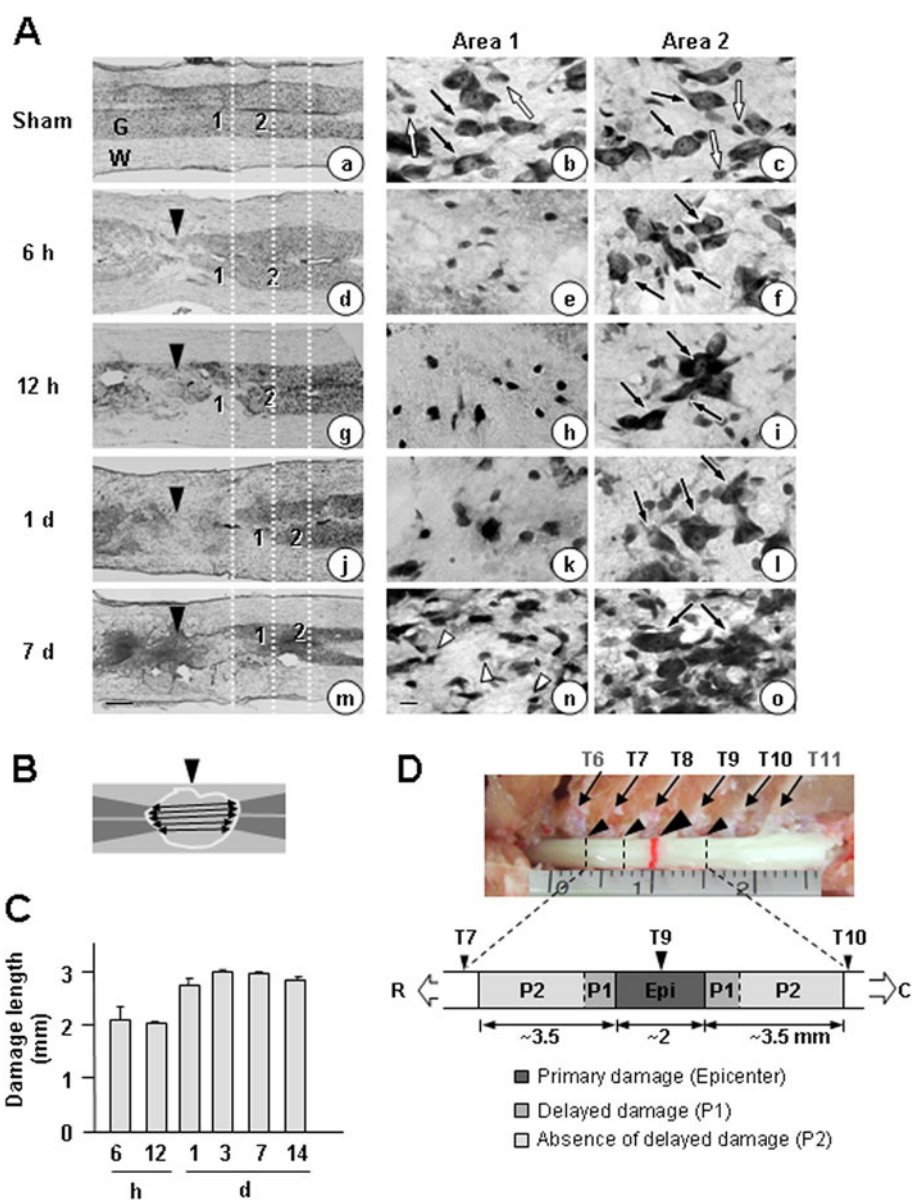 A
Area 1 Area 2
Sham
G
W
1 2
a b c
6 h
1 2
d e f
12 h
1 2
g h i
1 d
1 2
j k l
7 d
1 2
m n o
B
C
Damage length
(mm)
3
2
1
0
6 12 1 3 7 14
h d
D
T6 T7 T8 T9 T10 T11
0 1 2
T7 T9 T10
R P2 P1 Epi P1 P2 C
~3.5 ~2 ~3.5 mm
Primary damage (Epicenter)
Delayed damage (P1)
Absence of delayed damage (P2)